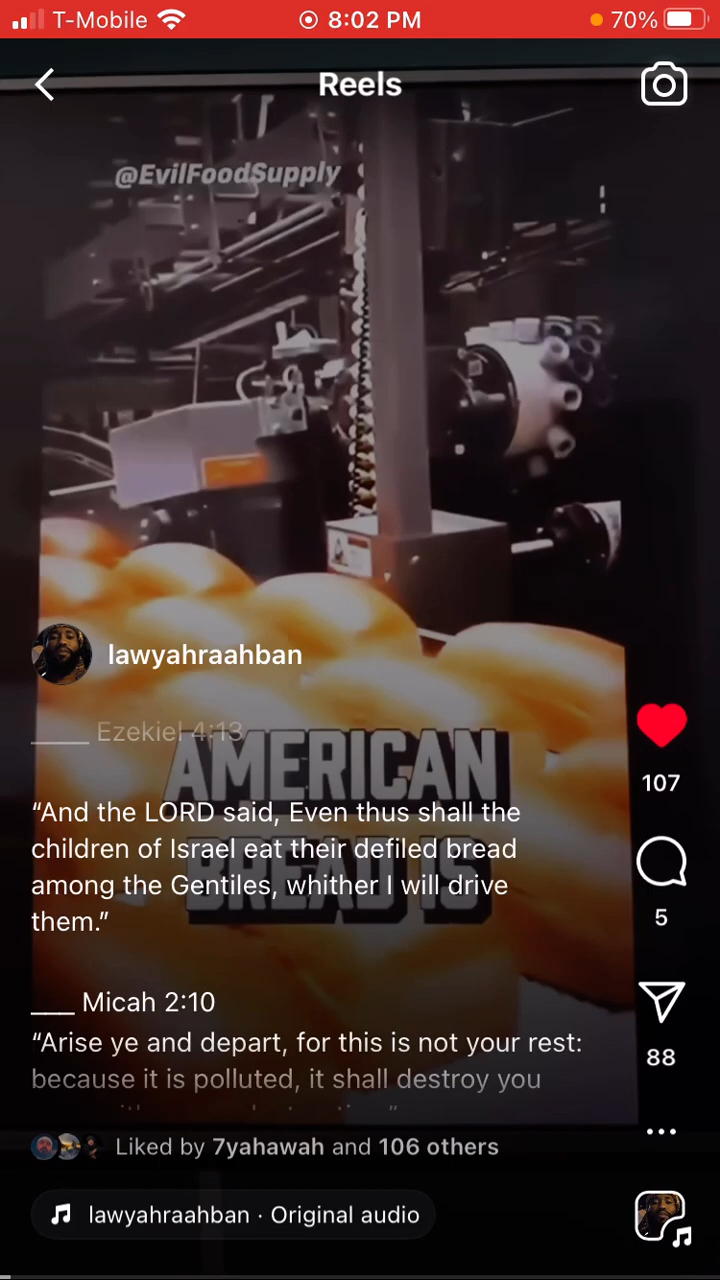 T-Mobile 8:02 PM 70%
Reels
@EvilFoodSupply
lawyahraahban
____ Ezekiel 4:13
AMERICAN
BREAD IS
“And the LORD said, Even thus shall the
children of Israel eat their defiled bread
among the Gentiles, whither I will drive
them.”
___ Micah 2:10
“Arise ye and depart, for this is not your rest:
because it is polluted, it shall destroy you
107
5
88
Liked by 7yahawah and 106 others
lawyahraahban · Original audio